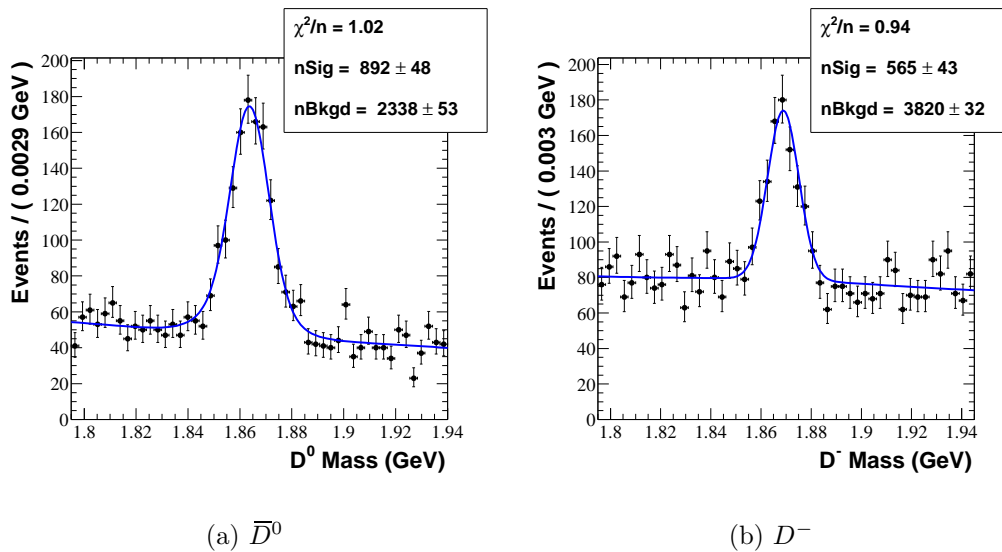 χ²/n = 1.02
nSig = 892 ± 48
nBkgd = 2338 ± 53
Events / ( 0.0029 GeV )
200
180
160
140
120
100
80
60
40
20
0
1.8 1.82 1.84 1.86 1.88 1.9 1.92 1.94
D⁰ Mass (GeV)
(a) D̅⁰
χ²/n = 0.94
nSig = 565 ± 43
nBkgd = 3820 ± 32
Events / ( 0.003 GeV )
200
180
160
140
120
100
80
60
40
20
0
1.8 1.82 1.84 1.86 1.88 1.9 1.92 1.94
D⁻ Mass (GeV)
(b) D⁻